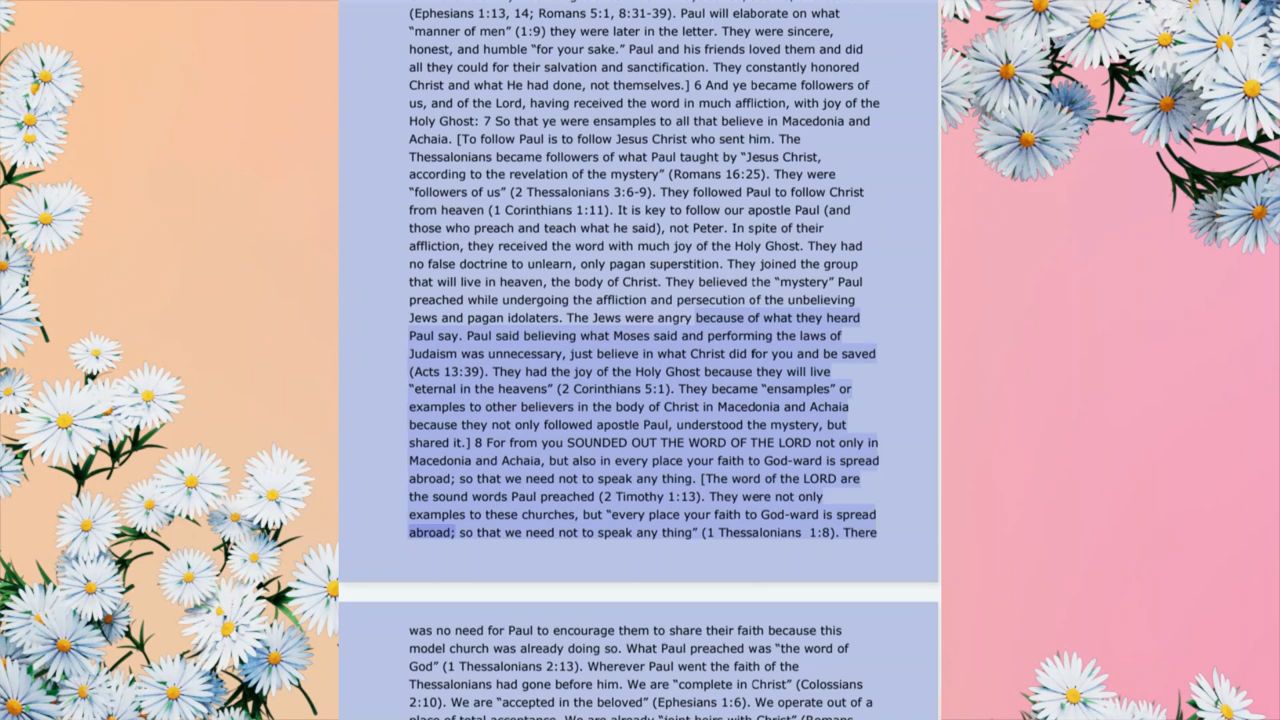 (Ephesians 1:13, 14; Romans 5:1, 8:31-39). Paul will elaborate on what
“manner of men” (1:9) they were later in the letter. They were sincere,
honest, and humble “for your sake.” Paul and his friends loved them and did
all they could for their salvation and sanctification. They constantly honored
Christ and what He had done, not themselves.] 6 And ye became followers of
us, and of the Lord, having received the word in much affliction, with joy of the
Holy Ghost: 7 So that ye were ensamples to all that believe in Macedonia and
Achaia. [To follow Paul is to follow Jesus Christ who sent him. The
Thessalonians became followers of what Paul taught by “Jesus Christ,
according to the revelation of the mystery” (Romans 16:25). They were
“followers of us” (2 Thessalonians 3:6-9). They followed Paul to follow Christ
from heaven (1 Corinthians 1:11). It is key to follow our apostle Paul (and
those who preach and teach what he said), not Peter. In spite of their
affliction, they received the word with much joy of the Holy Ghost. They had
no false doctrine to unlearn, only pagan superstition. They joined the group
that will live in heaven, the body of Christ. They believed the “mystery” Paul
preached while undergoing the affliction and persecution of the unbelieving
Jews and pagan idolaters. The Jews were angry because of what they heard
Paul say. Paul said believing what Moses said and performing the laws of
Judaism was unnecessary, just believe in what Christ did for you and be saved
(Acts 13:39). They had the joy of the Holy Ghost because they will live
“eternal in the heavens” (2 Corinthians 5:1). They became “ensamples” or
examples to other believers in the body of Christ in Macedonia and Achaia
because they not only followed apostle Paul, understood the mystery, but
shared it.] 8 For from you SOUNDED OUT THE WORD OF THE LORD not only in
Macedonia and Achaia, but also in every place your faith to God-ward is spread
abroad; so that we need not to speak any thing. [The word of the LORD are
the sound words Paul preached (2 Timothy 1:13). They were not only
examples to these churches, but “every place your faith to God-ward is spread
abroad; so that we need not to speak any thing” (1 Thessalonians 1:8). There
was no need for Paul to encourage them to share their faith because this
model church was already doing so. What Paul preached was “the word of
God” (1 Thessalonians 2:13). Wherever Paul went the faith of the
Thessalonians had gone before him. We are “complete in Christ” (Colossians
2:10). We are “accepted in the beloved” (Ephesians 1:6). We operate out of a
place of total acceptance. We are already “joint heirs with Christ” (Romans